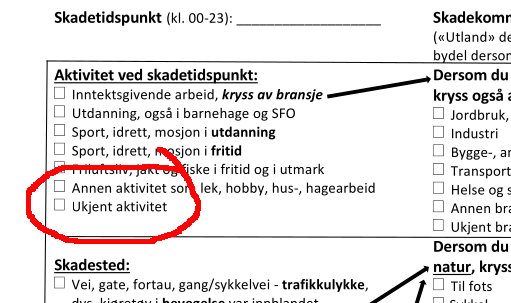 Skadetidspunkt (kl. 00-23): ___________________
Aktivitet ved skadetidspunkt:
Inntektsgivende arbeid, kryss av bransje
Utdanning, også i barnehage og SFO
Sport, idrett, mosjon i utdanning
Sport, idrett, mosjon i fritid
Friluftsliv, jakt og fiske i fritid og i utmark
Annen aktivitet som lek, hobby, hus-, hagearbeid
Ukjent aktivitet
Skadested:
Vei, gate, fortau, gang/sykkelvei - trafikkulykke,
dvs. kjøretøy i bevegelse var innblandet
Skadekomm
(«Utland» de
bydel dersom
Dersom du
kryss også a
Jordbruk,
Industri
Bygge-, an
Transport
Helse og s
Annen bra
Ukjent bra
Dersom du
natur, kryss
Til fots
Sykkel